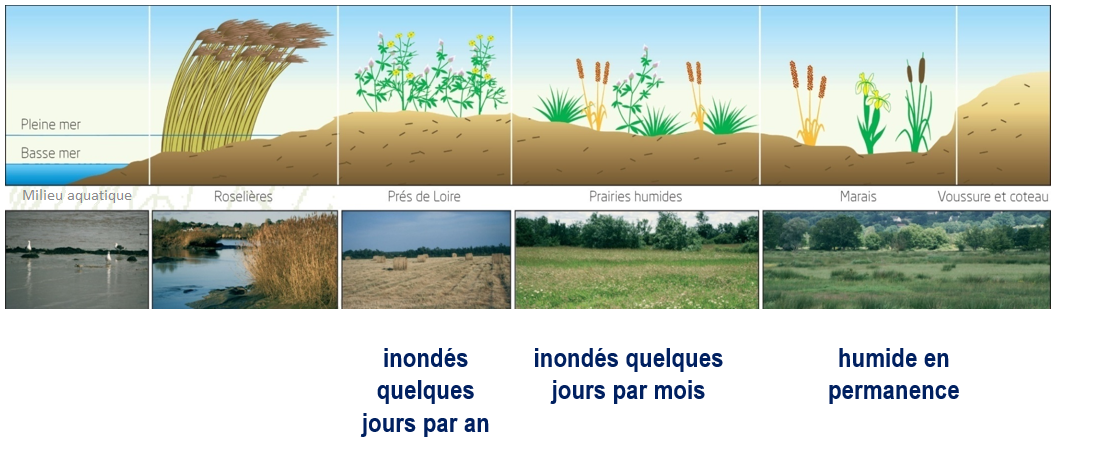 Pleine mer
Basse mer
Milieu aquatique
Roselières
Prés de Loire
Prairies humides
Marais
Voussure et coteau
inondés
quelques
jours par an
inondés quelques
jours par mois
humide en
permanence